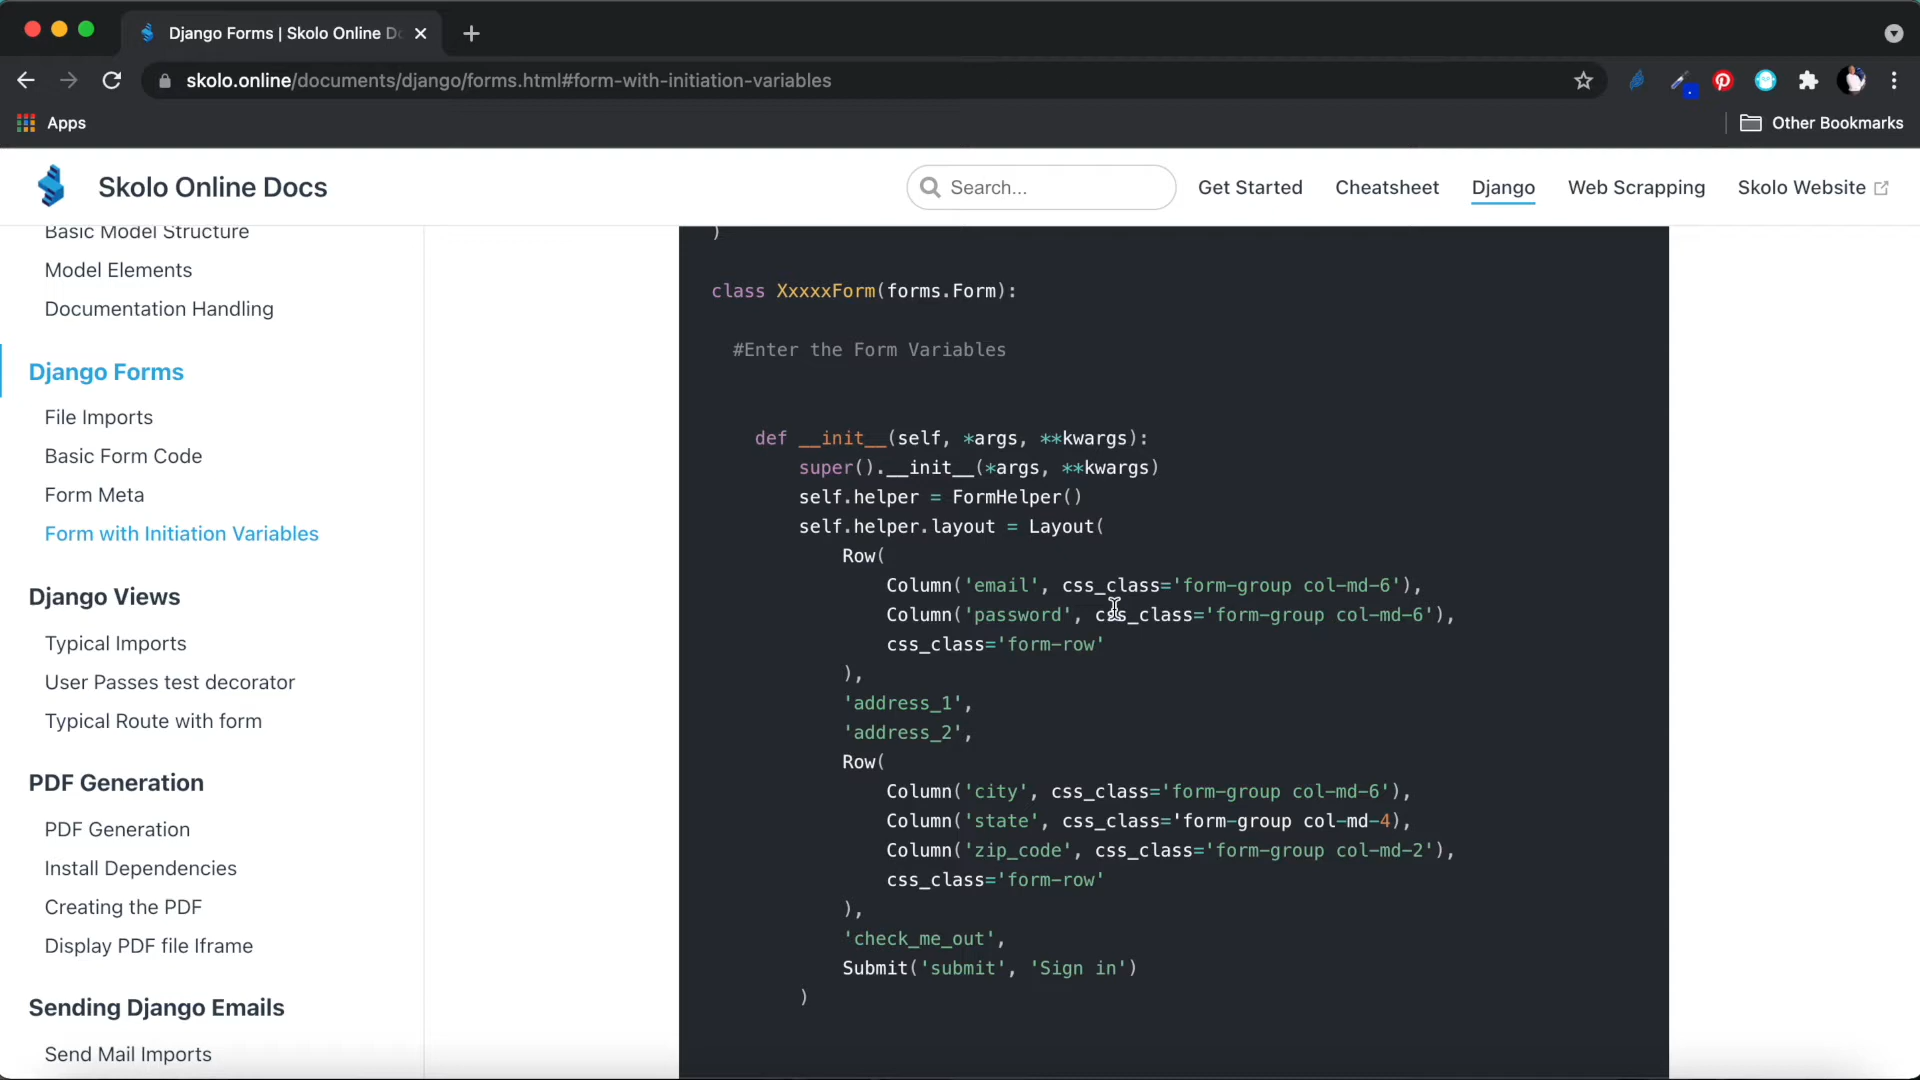 Django Forms | Skolo Online Do
skolo.online/documents/django/forms.html#form-with-initiation-variables
Apps
Other Bookmarks
Skolo Online Docs
Search...
Get Started
Cheatsheet
Django
Web Scrapping
Skolo Website
Basic Model Structure
Model Elements
Documentation Handling
Django Forms
File Imports
Basic Form Code
Form Meta
Form with Initiation Variables
Django Views
Typical Imports
User Passes test decorator
Typical Route with form
PDF Generation
PDF Generation
Install Dependencies
Creating the PDF
Display PDF file Iframe
Sending Django Emails
Send Mail Imports
)
class XxxxxForm(forms.Form):
#Enter the Form Variables
def __init__(self, *args, **kwargs):
super().__init__(*args, **kwargs)
self.helper = FormHelper()
self.helper.layout = Layout(
Row(
Column('email', css_class='form-group col-md-6'),
Column('password', css_class='form-group col-md-6'),
css_class='form-row'
),
'address_1',
'address_2',
Row(
Column('city', css_class='form-group col-md-6'),
Column('state', css_class='form-group col-md-4),
Column('zip_code', css_class='form-group col-md-2'),
css_class='form-row'
),
'check_me_out',
Submit('submit', 'Sign in')
)